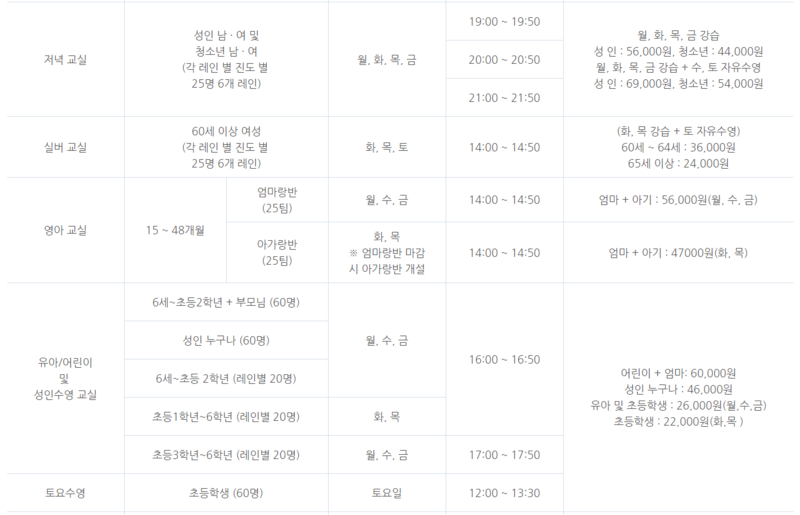 저녁 교실
성인 남 · 여 및
청소년 남 · 여
(각 레인 별 진도 별
25명 6개 레인)
월, 화, 목, 금
19:00 ~ 19:50
20:00 ~ 20:50
21:00 ~ 21:50
월, 화, 목, 금 강습
성 인 : 56,000원, 청소년 : 44,000원
월, 화, 목, 금 강습 + 수, 토 자유수영
성 인 : 69,000원, 청소년 : 54,000원
실버 교실
60세 이상 여성
(각 레인 별 진도 별
25명 6개 레인)
화, 목, 토
14:00 ~ 14:50
(화, 목 강습 + 토 자유수영)
60세 ~ 64세 : 36,000원
65세 이상 : 24,000원
영아 교실
15 ~ 48개월
엄마랑반
(25팀)
월, 수, 금
14:00 ~ 14:50
엄마 + 아기 : 56,000원(월, 수, 금)
아가랑반
(25팀)
화, 목
※ 엄마랑반 마감
시 아가랑반 개설
14:00 ~ 14:50
엄마 + 아기 : 47000원(화, 목)
유아/어린이
및
성인수영 교실
6세~초등2학년 + 부모님 (60명)
성인 누구나 (60명)
6세~초등 2학년 (레인별 20명)
월, 수, 금
초등1학년~6학년 (레인별 20명)
화, 목
16:00 ~ 16:50
초등3학년~6학년 (레인별 20명)
월, 수, 금
17:00 ~ 17:50
어린이 + 엄마: 60,000원
성인 누구나 : 46,000원
유아 및 초등학생 : 26,000원(월,수,금)
초등학생 : 22,000원(화,목 )
토요수영
초등학생 (60명)
토요일
12:00 ~ 13:30